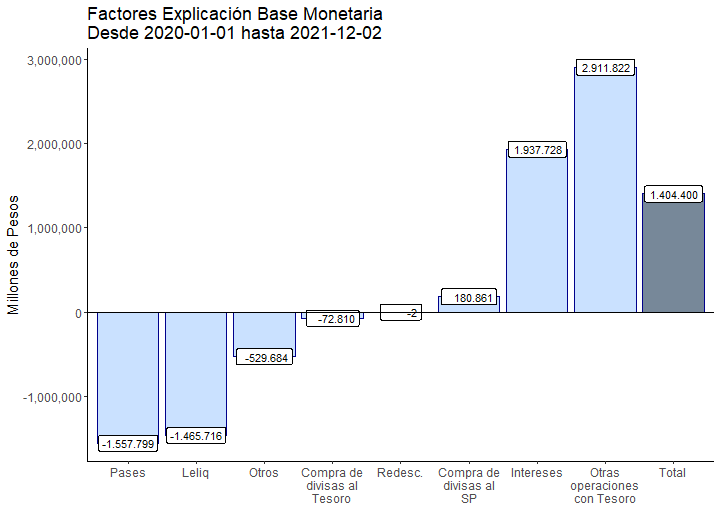 Factores Explicación Base Monetaria
Desde 2020-01-01 hasta 2021-12-02
Millones de Pesos
3,000,000
2,000,000
1,000,000
0
-1,000,000
-1.557.799
-1.465.716
-529.684
-72.810
-2
180.861
1.937.728
2.911.822
1.404.400
Pases
Leliq
Otros
Compra de
divisas al
Tesoro
Redesc.
Compra de
divisas al
SP
Intereses
Otras
operaciones
con Tesoro
Total